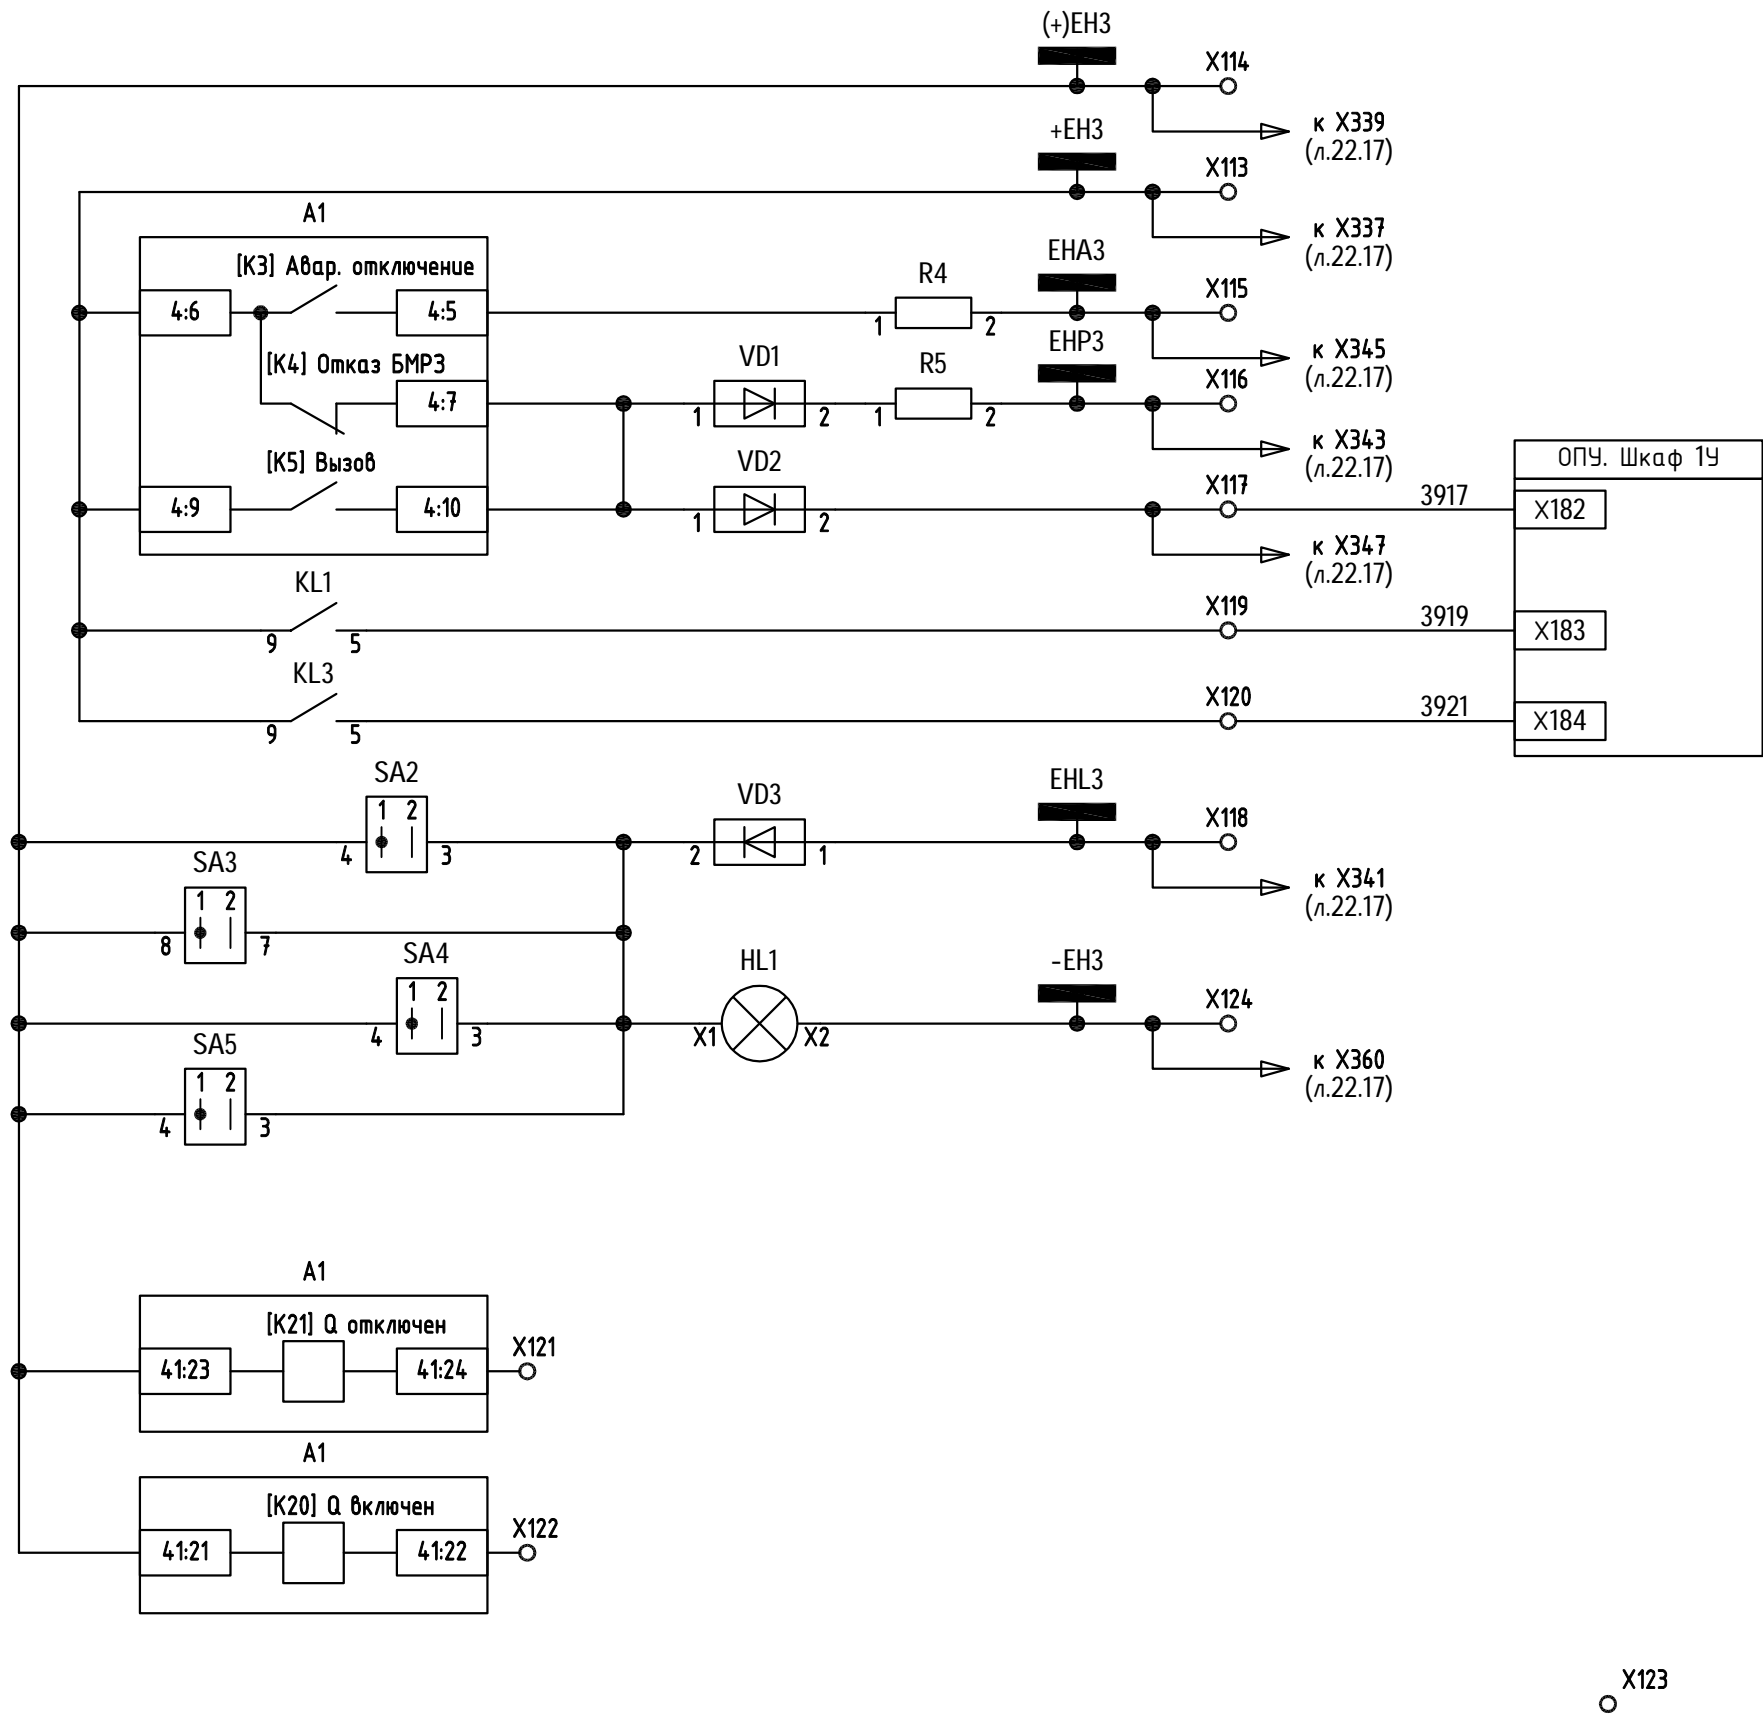 (+)EH3
X114
к X339
(л.22.17)
+EH3
X113
к X337
(л.22.17)
A1
[K3] Авар. отключение
4:6
4:5
R4
1
2
EHA3
X115
к X345
(л.22.17)
[K4] Отказ БМРЗ
4:7
VD1
1
2
R5
1
2
EHP3
X116
к X343
(л.22.17)
[K5] Вызов
4:9
4:10
VD2
1
2
X117
3917
к X347
(л.22.17)
ОПУ. Шкаф 1У
X182
X183
X184
KL1
9
5
X119
3919
KL3
9
5
X120
3921
SA2
1 2
4
3
VD3
2
1
EHL3
X118
к X341
(л.22.17)
SA3
1 2
8
7
SA4
1 2
4
3
HL1
X1
X2
-EH3
X124
к X360
(л.22.17)
SA5
1 2
4
3
A1
[K21] Q отключен
41:23
41:24
X121
A1
[K20] Q включен
41:21
41:22
X122
X123